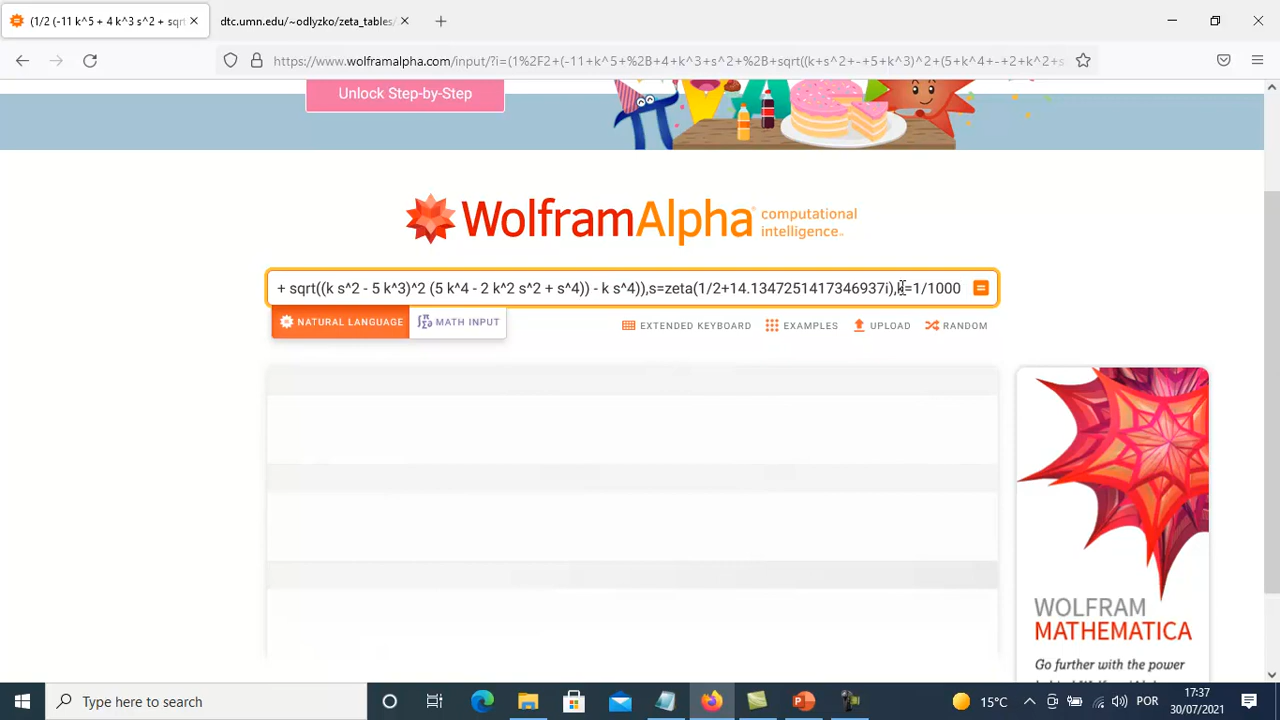 (1/2 (-11 k^5 + 4 k^3 s^2 + sqrt
dtc.umn.edu/~odlyzko/zeta_tables/
https://www.wolframalpha.com/input/?i=(1%2F2+(-11+k^5+%2B+4+k^3+s^2+%2B+sqrt((k+s^2+-+5+k^3)^2+(5+k^4+-+2+k^2+s
Unlock Step-by-Step
WolframAlpha computational intelligence™
+ sqrt((k s^2 - 5 k^3)^2 (5 k^4 - 2 k^2 s^2 + s^4)) - k s^4)),s=zeta(1/2+14.1347251417346937i),k=1/1000
NATURAL LANGUAGE MATH INPUT EXTENDED KEYBOARD EXAMPLES UPLOAD RANDOM
WOLFRAM
MATHEMATICA
Go further with the power
Type here to search
15°C POR 17:37
30/07/2021